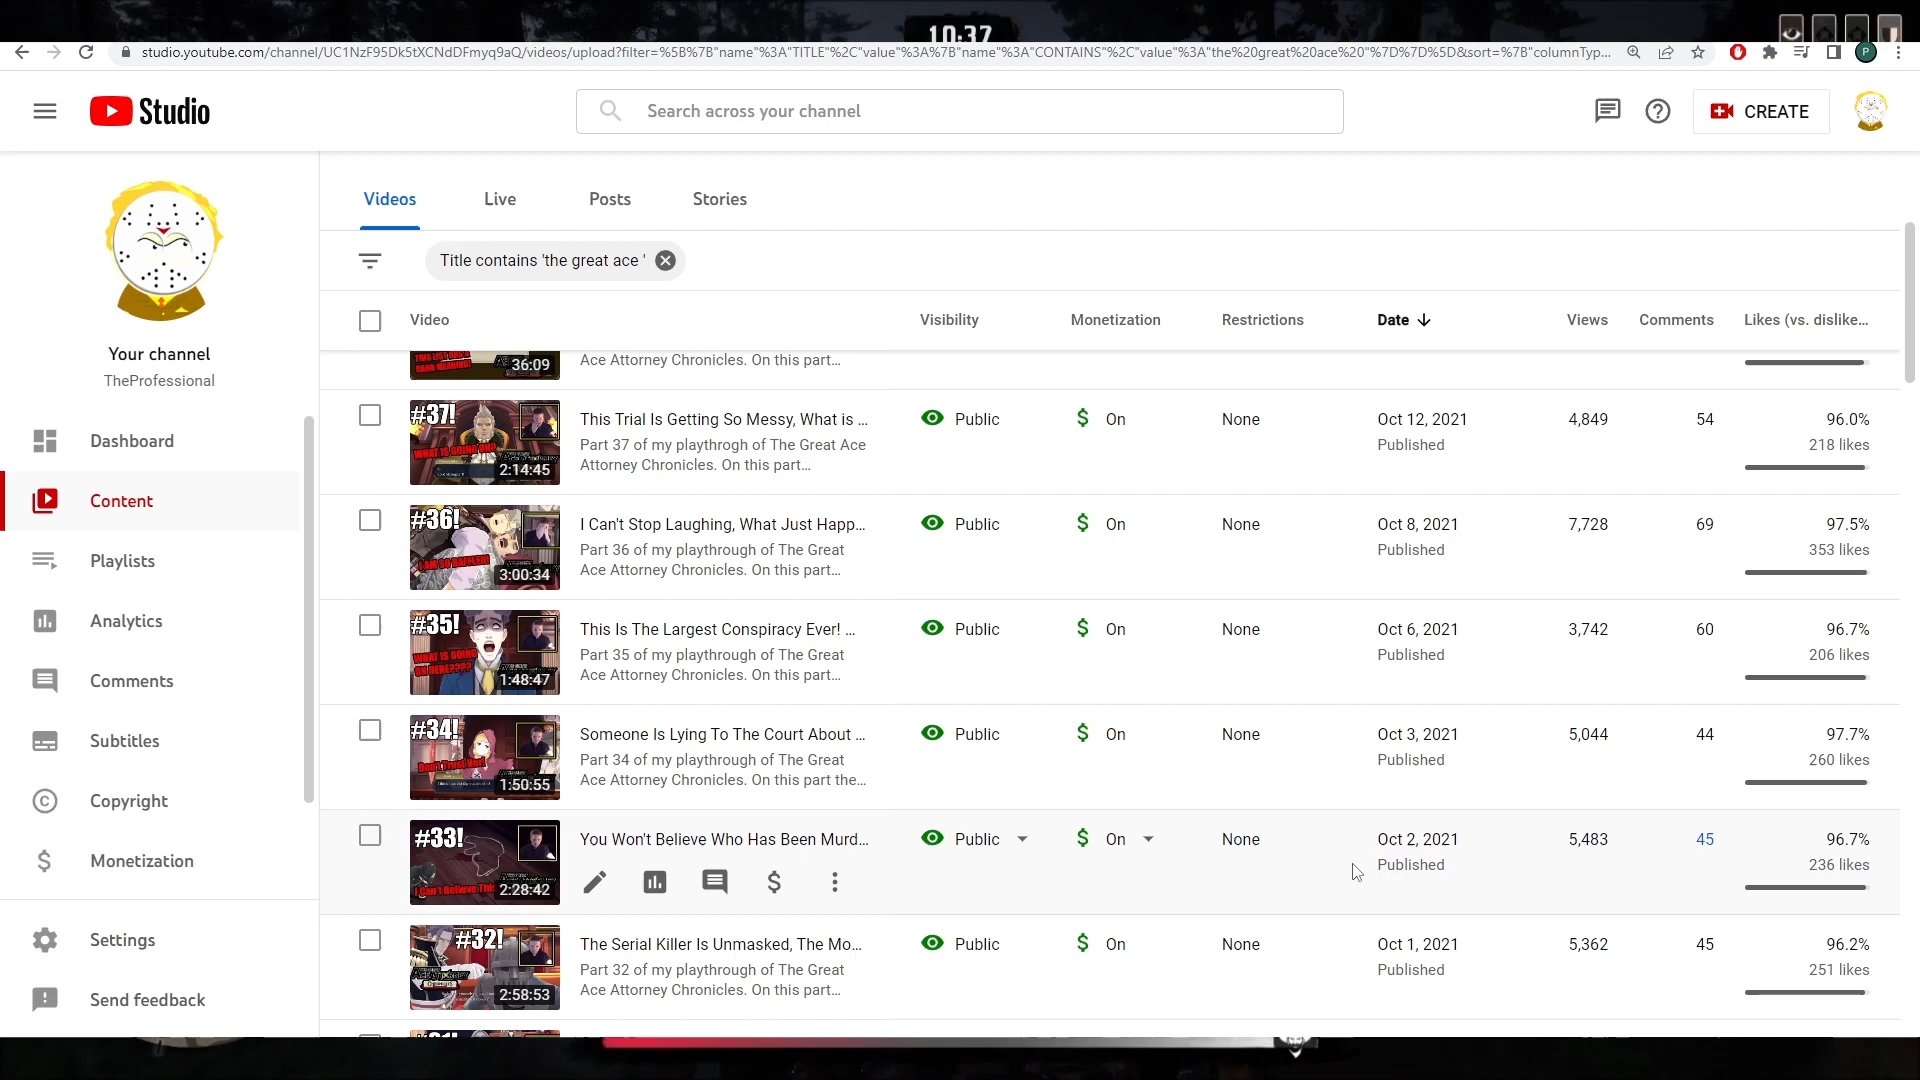 10:37
studio.youtube.com/channel/UC1NzF95Dk5tXCNdDFmyq9aQ/videos/upload?filter=%5B%7B"name"%3A"TITLE"%2C"value"%3A%7B"name"%3A"CONTAINS"%2C"value"%3A"the%20great%20ace%20"%7D%7D%5D&sort=%7B"columnTyp...
P
Studio
Search across your channel
CREATE
Your channel
TheProfessional
Dashboard
Content
Playlists
Analytics
Comments
Subtitles
Copyright
Monetization
Settings
Send feedback
Videos Live Posts Stories
Title contains 'the great ace '
Video Visibility Monetization Restrictions Date Views Comments Likes (vs. dislike...
36:09
Ace Attorney Chronicles. On this part...
#37!
WHAT IS GOING ON?
2:14:45
This Trial Is Getting So Messy, What is ... Public On None Oct 12, 2021 4,849 54 96.0%
Part 37 of my playthrogh of The Great Ace Published 218 likes
Attorney Chronicles. On this part...
#36!
3:00:34
I Can't Stop Laughing, What Just Happ... Public On None Oct 8, 2021 7,728 69 97.5%
Part 36 of my playthrough of The Great Published 353 likes
Ace Attorney Chronicles. On this part...
#35!
WHAT IS GOING
ON HERE????
1:48:47
This Is The Largest Conspiracy Ever! ... Public On None Oct 6, 2021 3,742 60 96.7%
Part 35 of my playthrough of The Great Published 206 likes
Ace Attorney Chronicles. On this part...
#34!
Don't Trust Her!
1:50:55
Someone Is Lying To The Court About ... Public On None Oct 3, 2021 5,044 44 97.7%
Part 34 of my playthrough of The Great Published 260 likes
Ace Attorney Chronicles. On this part the...
#33!
I Can't Believe This
2:28:42
You Won't Believe Who Has Been Murd... Public On None Oct 2, 2021 5,483 45 96.7%
Published 236 likes
#32!
2:58:53
The Serial Killer Is Unmasked, The Mo... Public On None Oct 1, 2021 5,362 45 96.2%
Part 32 of my playthrough of The Great Published 251 likes
Ace Attorney Chronicles. On this part...